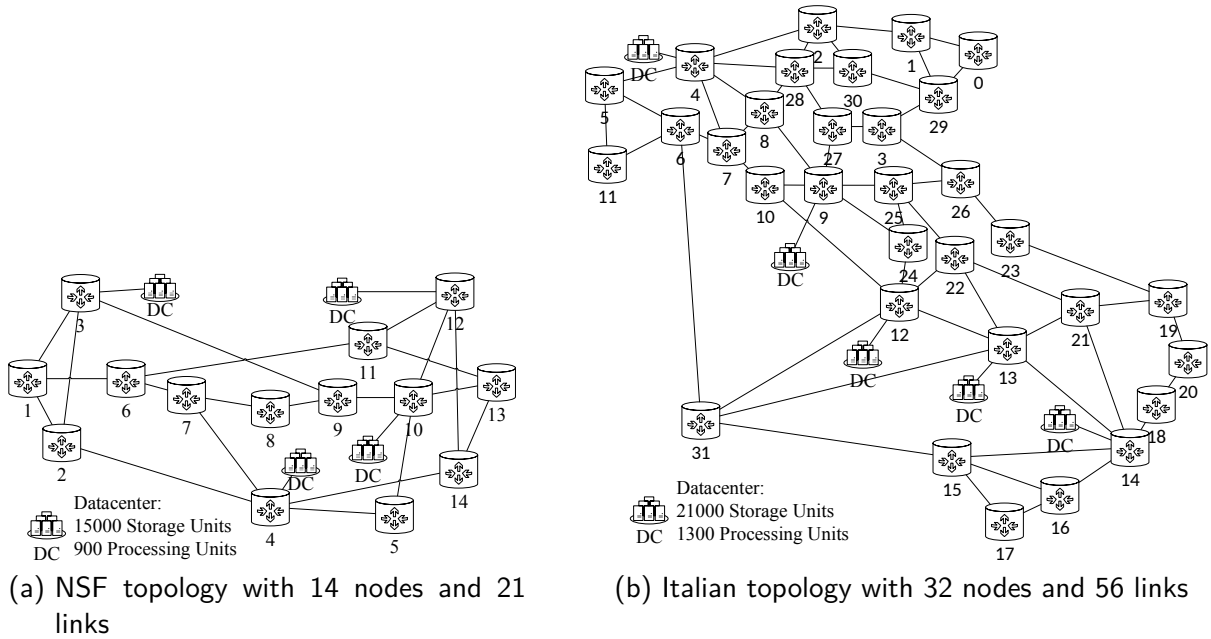 DC
2
1
0
4
28
30
29
5
6
8
27
3
7
11
10
9
25
26
DC
24
22
23
12
21
19
DC
13
20
DC
DC
18
31
15
14
16
17
Datacenter:
21000 Storage Units
DC 1300 Processing Units
DC
3
DC
12
11
1
6
7
8
9
10
13
2
DC
DC
14
4
5
Datacenter:
15000 Storage Units
DC 900 Processing Units
(a) NSF topology with 14 nodes and 21
links
(b) Italian topology with 32 nodes and 56 links